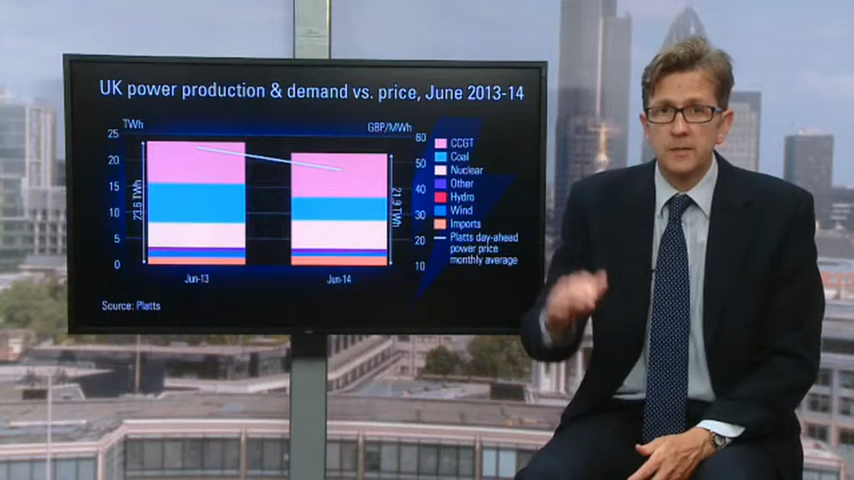 UK power production & demand vs. price, June 2013-14
TWh
GBP/MWh
25
20
15
10
5
0
23.6 TWh
21.9 TWh
60
50
40
30
20
10
Jun-13
Jun-14
CCGT
Coal
Nuclear
Other
Hydro
Wind
Imports
Platts day-ahead
power price
monthly average
Source: Platts